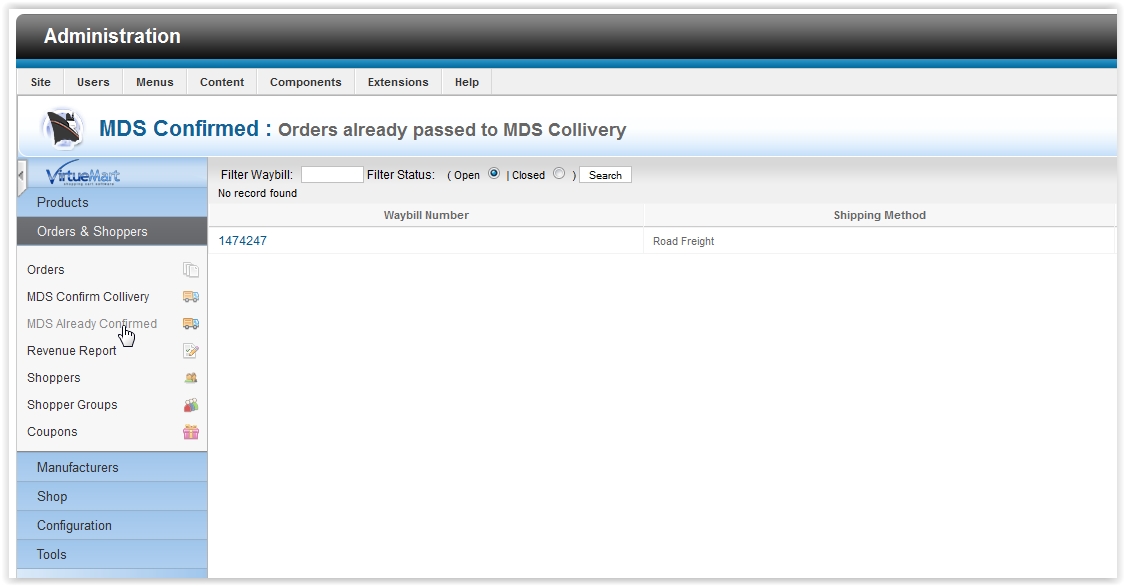 Administration
Site Users Menus Content Components Extensions Help
MDS Confirmed : Orders already passed to MDS Collivery
VirtueMart
shopping cart software
Filter Waybill: Filter Status: ( Open | Closed ) Search
No record found
Products
Orders & Shoppers
Waybill Number Shipping Method
1474247 Road Freight
Orders
MDS Confirm Collivery
MDS Already Confirmed
Revenue Report
Shoppers
Shopper Groups
Coupons
Manufacturers
Shop
Configuration
Tools